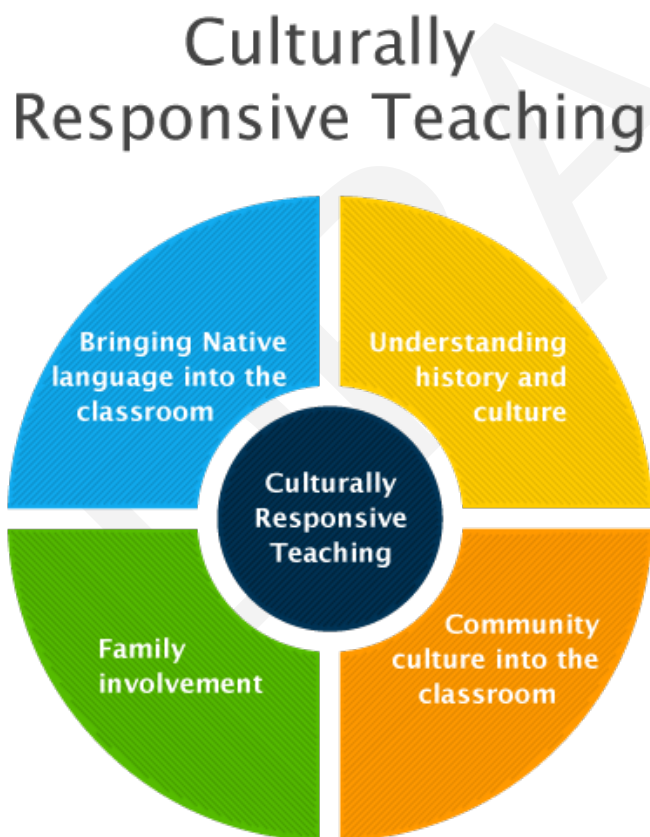 Culturally
Responsive Teaching
Bringing Native
language into the
classroom
Understanding
history and
culture
Culturally
Responsive
Teaching
Family
involvement
Community
culture into the
classroom